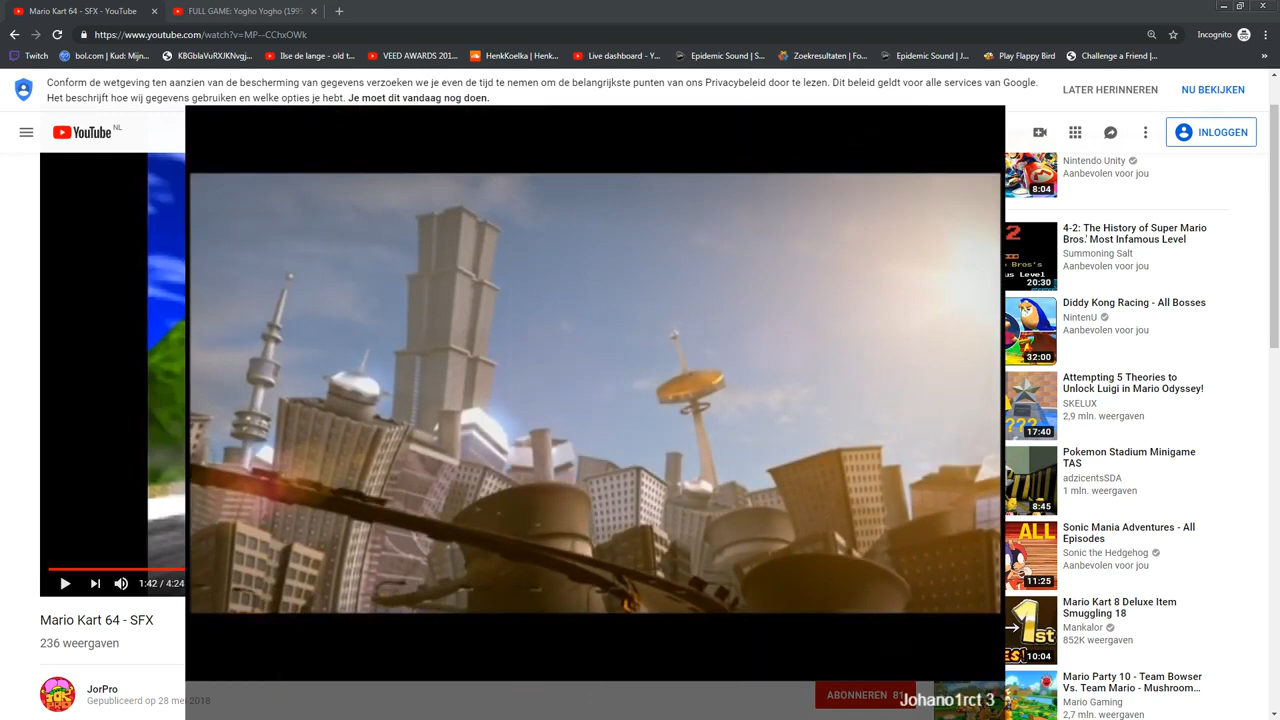 Mario Kart 64 - SFX - YouTube
FULL GAME: Yogho Yogho (1995
https://www.youtube.com/watch?v=MP--CChxOWk
Incognito
Twitch
bol.com | Kud: Mijn...
K8GblaVuRXJKNvgj...
Ilse de lange - old t...
VEED AWARDS 201...
HenkKoelka | Henk...
Live dashboard - Y...
Epidemic Sound | S...
Zoekresultaten | Fo...
Epidemic Sound | J...
Play Flappy Bird
Challenge a Friend |...
Conform de wetgeving ten aanzien van de bescherming van gegevens verzoeken we je even de tijd te nemen om de belangrijkste punten van ons Privacybeleid door te lezen. Dit beleid geldt voor alle services van Google.
Het beschrijft hoe wij gegevens gebruiken en welke opties je hebt. Je moet dit vandaag nog doen.
LATER HERINNEREN
NU BEKIJKEN
YouTube NL
INLOGGEN
Nintendo Unity
Aanbevolen voor jou
8:04
4-2: The History of Super Mario
Bros.' Most Infamous Level
Summoning Salt
Aanbevolen voor jou
20:30
Diddy Kong Racing - All Bosses
NintenU
Aanbevolen voor jou
32:00
Attempting 5 Theories to
Unlock Luigi in Mario Odyssey!
SKELUX
2,9 mln. weergaven
???
17:40
Pokemon Stadium Minigame
TAS
adzicentsSDA
1 mln. weergaven
8:45
Sonic Mania Adventures - All
Episodes
Sonic the Hedgehog
Aanbevolen voor jou
ALL
11:25
Mario Kart 8 Deluxe Item
Smuggling 18
Mankalor
852K weergaven
1st
10:04
Mario Party 10 - Team Bowser
Vs. Team Mario - Mushroom...
Mario Gaming
2,7 mln. weergaven
1:42 / 4:24
Mario Kart 64 - SFX
236 weergaven
JorPro
Gepubliceerd op 28 mei 2018
ABONNEREN 81
Johano1rct 3